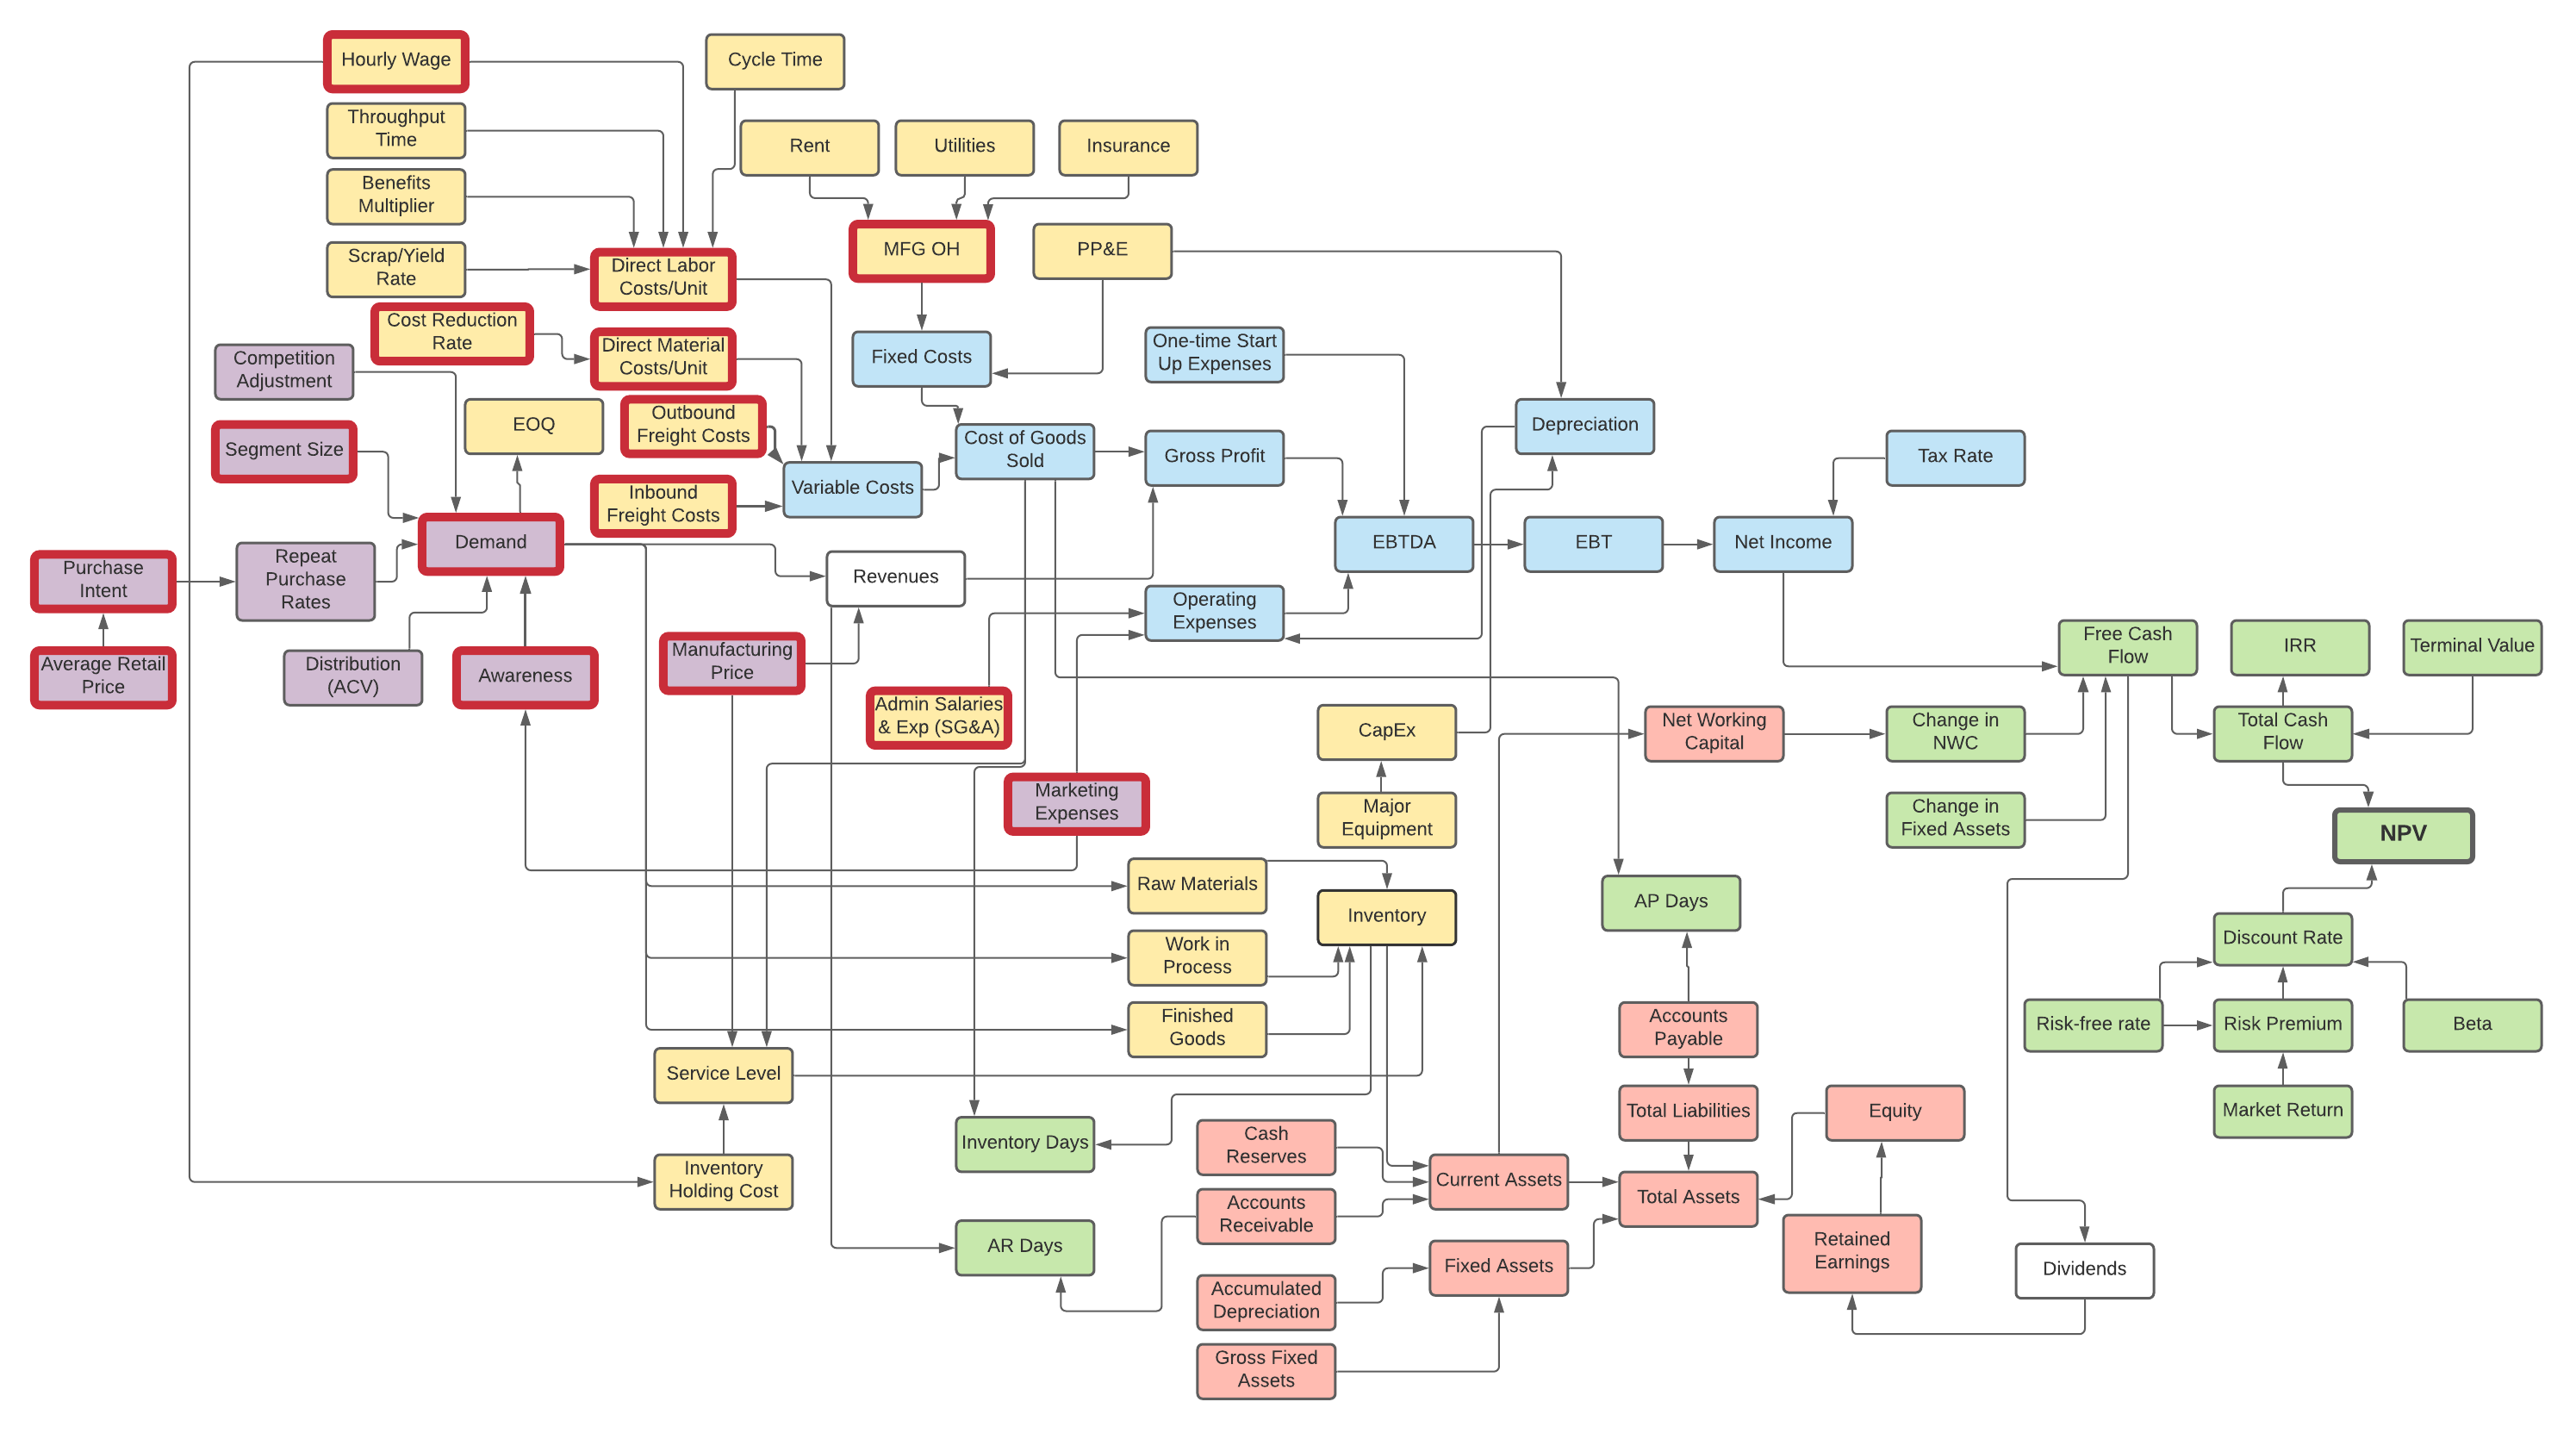 Hourly Wage
Cycle Time
Throughput
Time
Rent
Utilities
Insurance
Benefits
Multiplier
MFG OH
PP&E
Scrap/Yield
Rate
Direct Labor
Costs/Unit
Cost Reduction
Rate
Direct Material
Costs/Unit
Competition
Adjustment
Fixed Costs
One-time Start
Up Expenses
EOQ
Outbound
Freight Costs
Segment Size
Cost of Goods
Sold
Gross Profit
Depreciation
Tax Rate
Variable Costs
Inbound
Freight Costs
Demand
EBTDA
EBT
Net Income
Purchase
Intent
Repeat
Purchase
Rates
Revenues
Operating
Expenses
Average Retail
Price
Distribution
(ACV)
Awareness
Manufacturing
Price
Admin Salaries
& Exp (SG&A)
Free Cash
Flow
IRR
Terminal Value
CapEx
Net Working
Capital
Change in
NWC
Total Cash
Flow
Marketing
Expenses
Major
Equipment
Change in
Fixed Assets
NPV
Raw Materials
Inventory
AP Days
Work in
Process
Discount Rate
Finished
Goods
Accounts
Payable
Risk-free rate
Risk Premium
Beta
Service Level
Total Liabilities
Equity
Market Return
Inventory Days
Cash
Reserves
Inventory
Holding Cost
Current Assets
Total Assets
Accounts
Receivable
AR Days
Fixed Assets
Retained
Earnings
Dividends
Accumulated
Depreciation
Gross Fixed
Assets